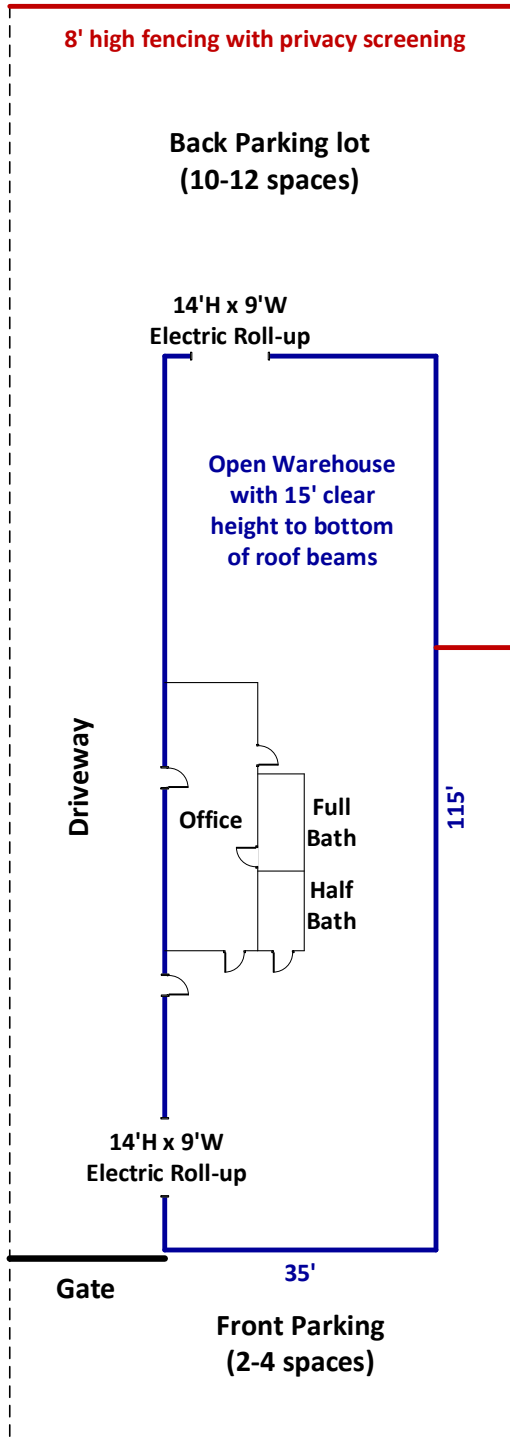 8' high fencing with privacy screening
Back Parking lot
(10-12 spaces)
14'H x 9'W
Electric Roll-up
Open Warehouse
with 15' clear
height to bottom
of roof beams
Driveway
Office
Full
Bath
115'
Half
Bath
14'H x 9'W
Electric Roll-up
35'
Gate
Front Parking
(2-4 spaces)